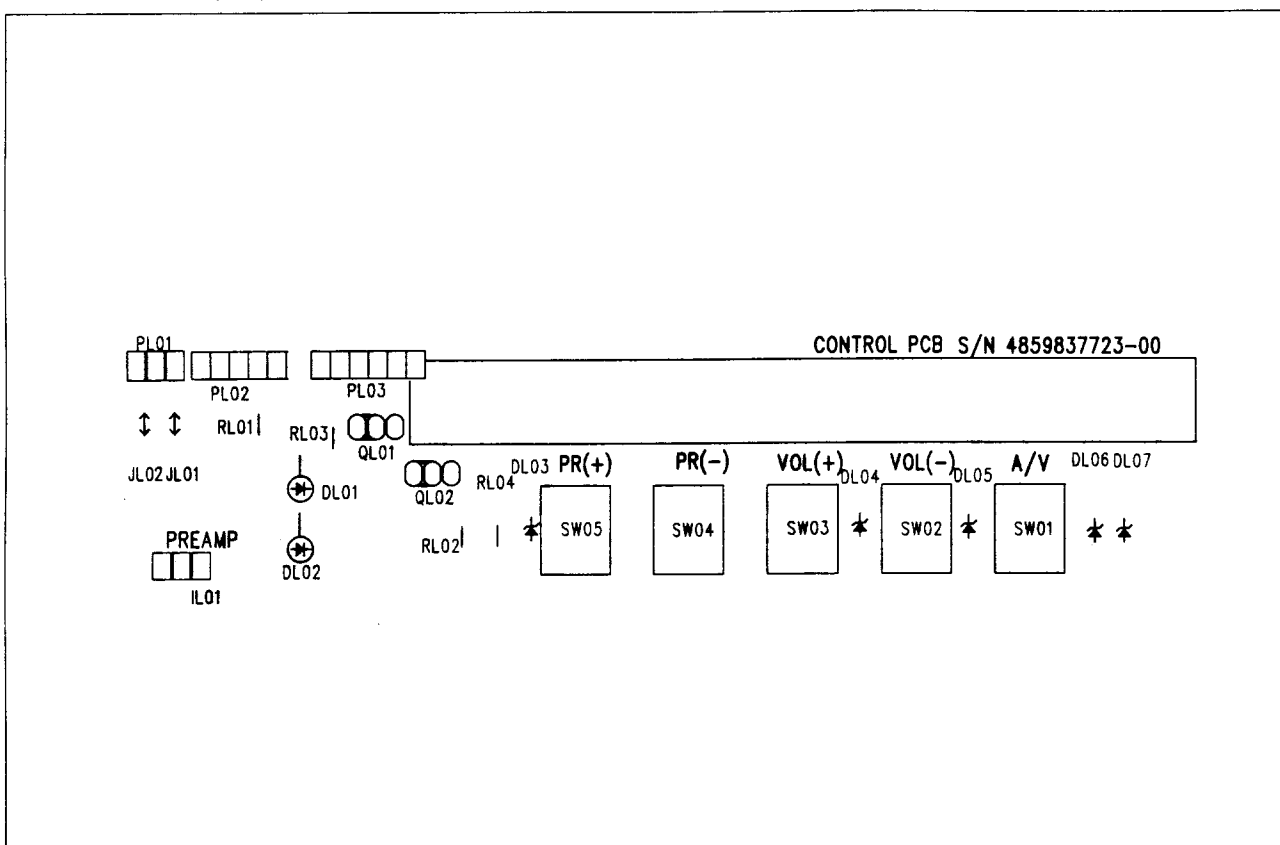 PL01
CONTROL PCB S/N 4859837723-00
PL02
PL03
RL01
RL03
QL01
JL02 JL01
DL01
QL02
RL04
DL03
PR(+)
PR(-)
VOL(+)
DL04
VOL(-)
DL05
A/V
DL06 DL07
PREAMP
DL02
RL02
SW05
SW04
SW03
SW02
SW01
IL01